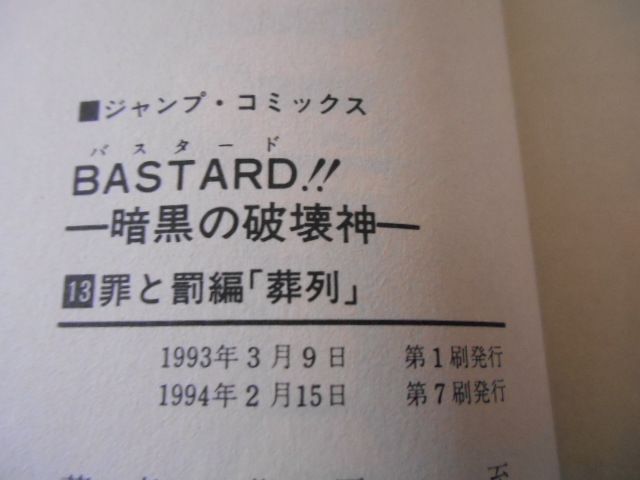 ■ジャンプ・コミックス
バスタード
BASTARD!!
—暗黒の破壊神—
13罪と罰編「葬列」
1993年3月9日 第1刷発行
1994年2月15日 第7刷発行